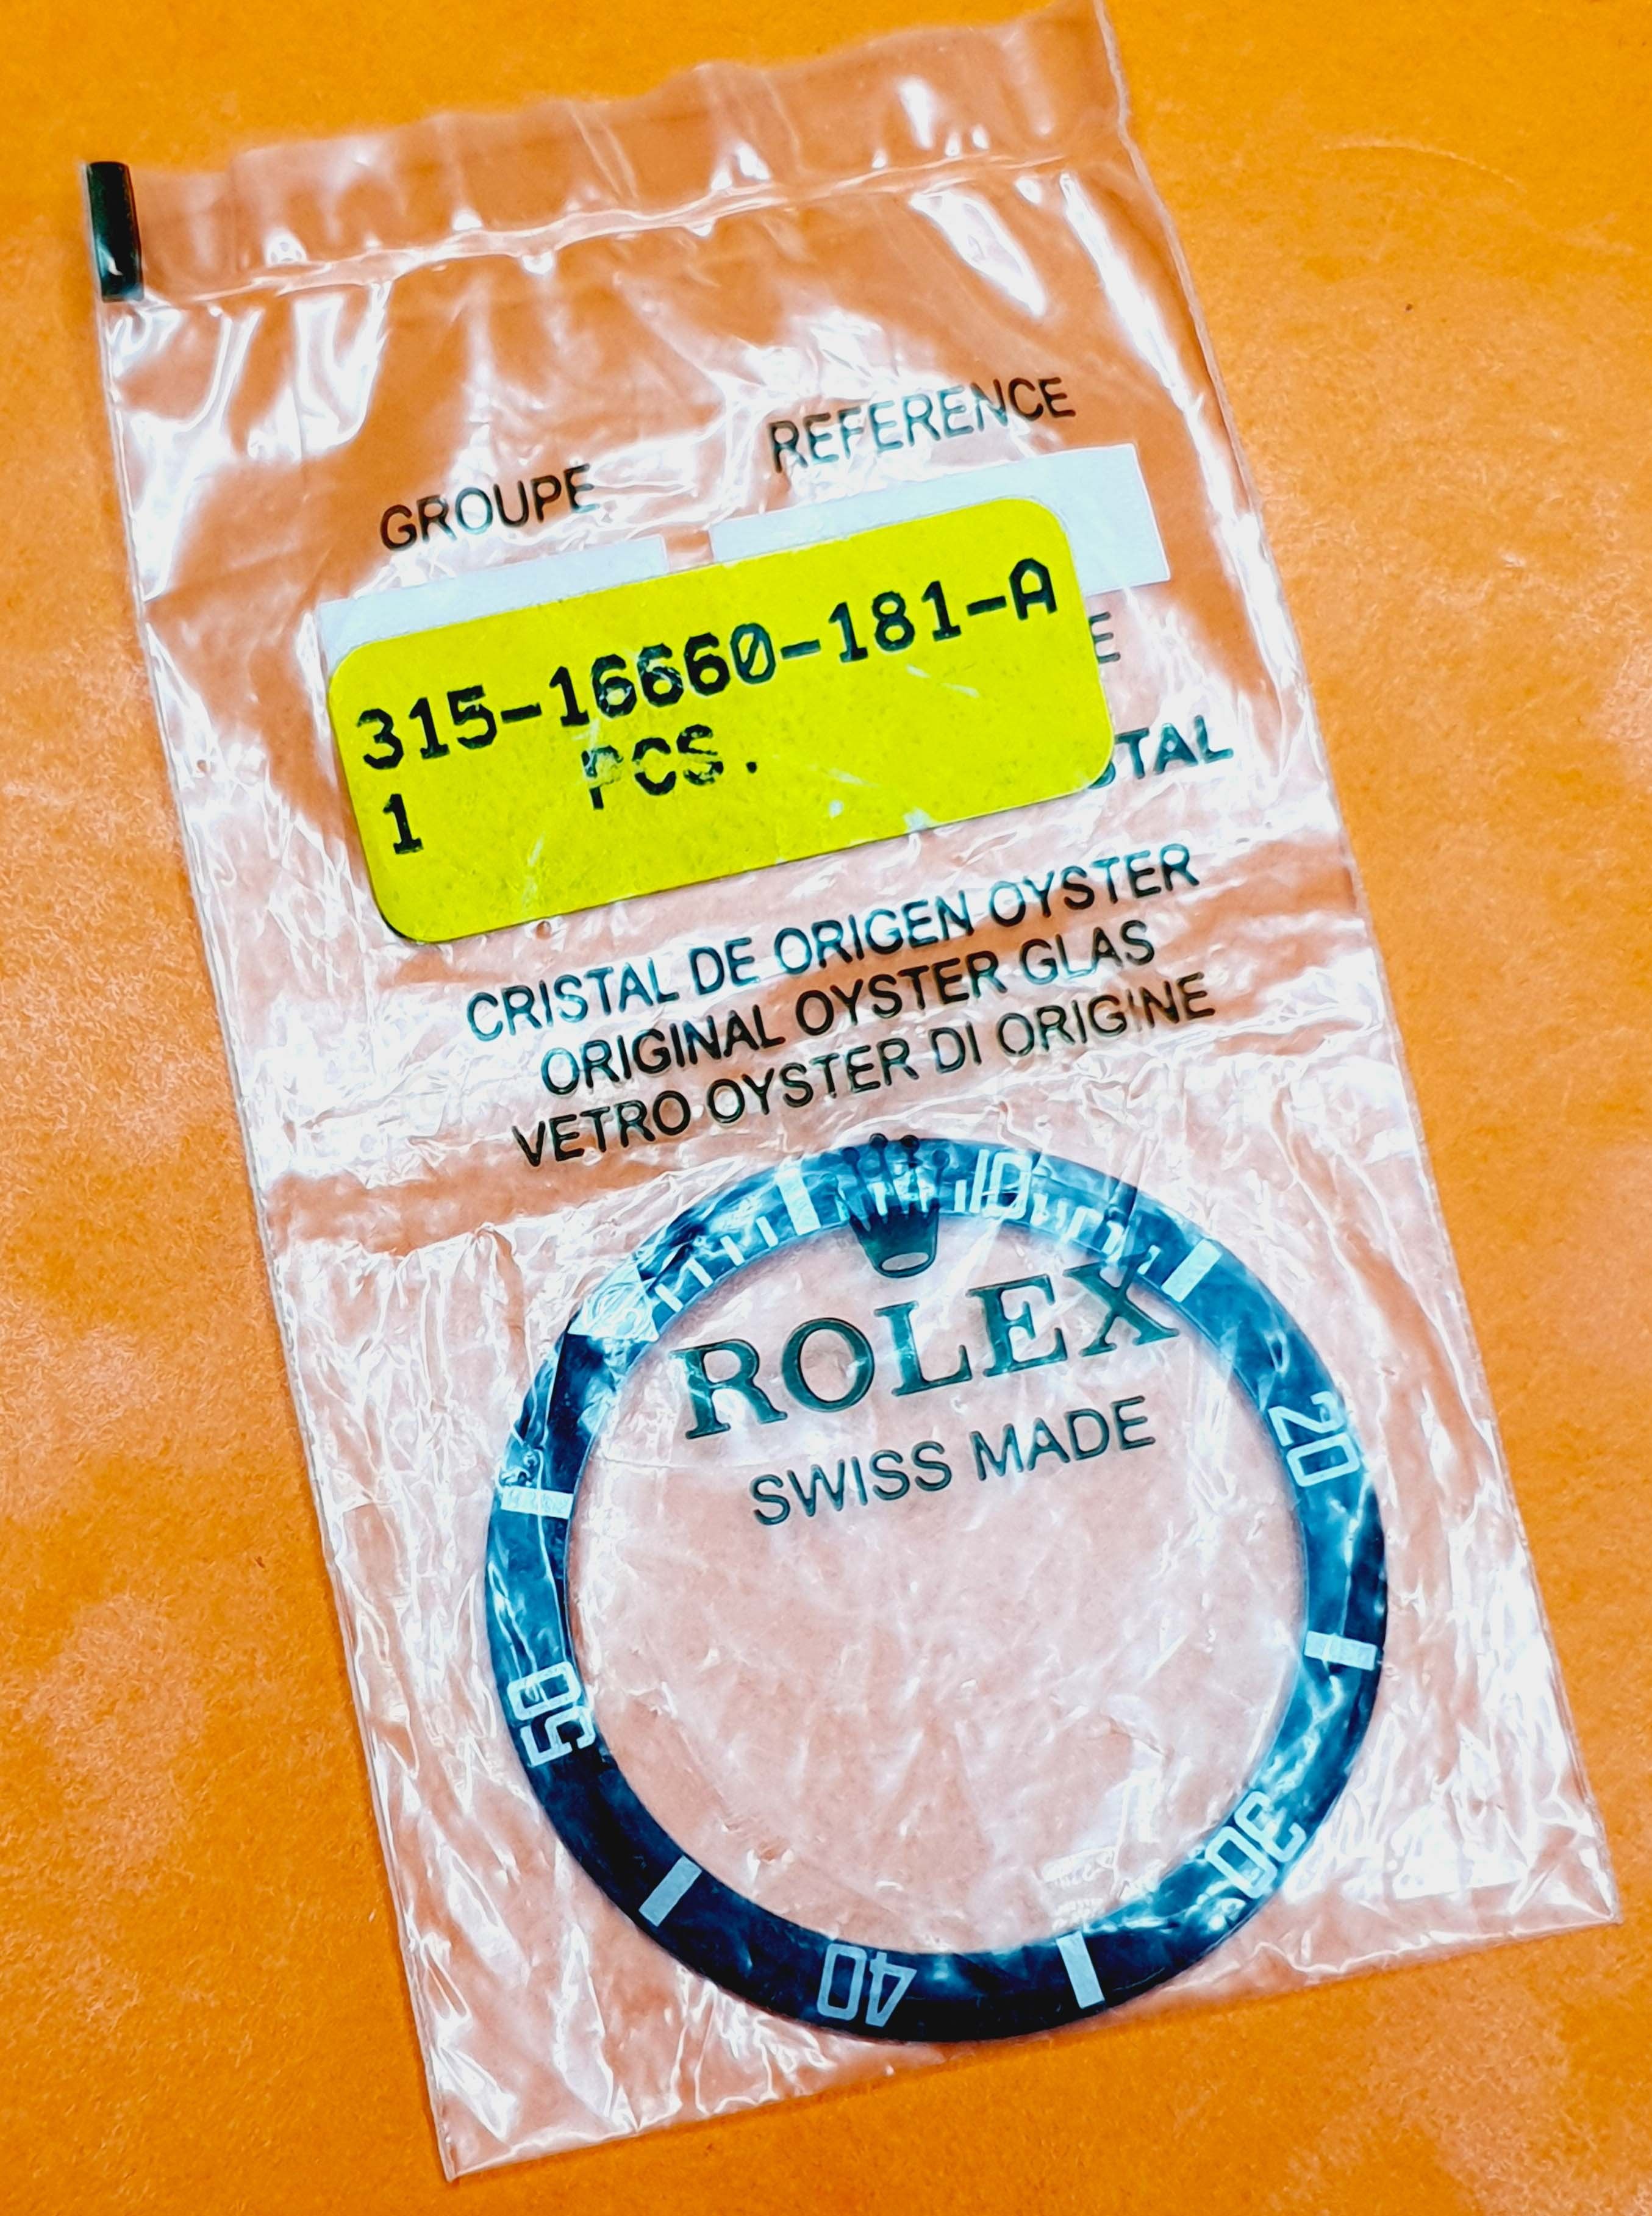 GROUPE
REFERENCE
315-16660-181-A
1 PCS.
CRISTAL DE ORIGEN OYSTER
ORIGINAL OYSTER GLAS
VETRO OYSTER DI ORIGINE
ROLEX
SWISS MADE
10
20
30
40
50